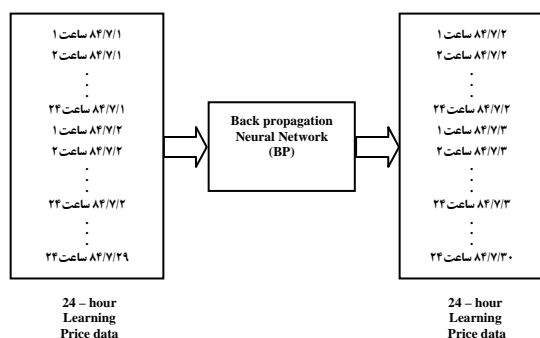 ۸۴/۷/۱ ساعت ۱
۸۴/۷/۱ ساعت ۲
.
.
.
۸۴/۷/۱ ساعت ۲۴
۸۴/۷/۲ ساعت ۱
۸۴/۷/۲ ساعت ۲
.
.
.
۸۴/۷/۲ ساعت ۲۴
.
.
.
۸۴/۷/۲۹ ساعت ۲۴
24 – hour
Learning
Price data
Back propagation
Neural Network
(BP)
۸۴/۷/۲ ساعت ۱
۸۴/۷/۲ ساعت ۲
.
.
.
۸۴/۷/۲ ساعت ۲۴
۸۴/۷/۳ ساعت ۱
۸۴/۷/۳ ساعت ۲
.
.
.
۸۴/۷/۳ ساعت ۲۴
.
.
.
۸۴/۷/۳۰ ساعت ۲۴
24 – hour
Learning
Price data